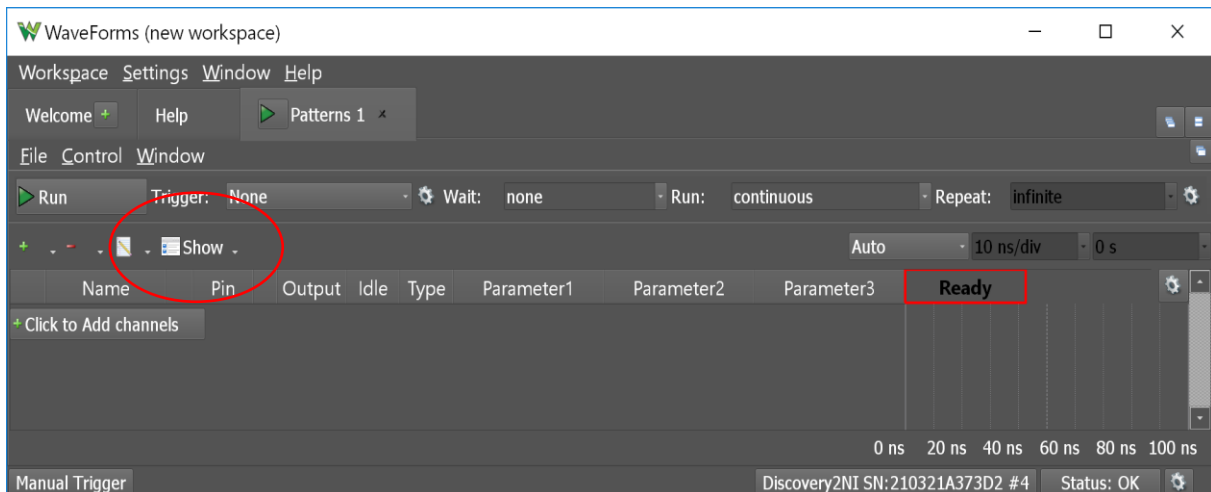 WaveForms (new workspace)
Workspace Settings Window Help
Welcome + Help Patterns 1 ×
File Control Window
Run Trigger: None Wait: none Run: continuous Repeat: infinite
Show Auto 10 ns/div 0 s
Name Pin Output Idle Type Parameter1 Parameter2 Parameter3 Ready
+ Click to Add channels
0 ns 20 ns 40 ns 60 ns 80 ns 100 ns
Manual Trigger Discovery2NI SN:210321A373D2 #4 Status: OK